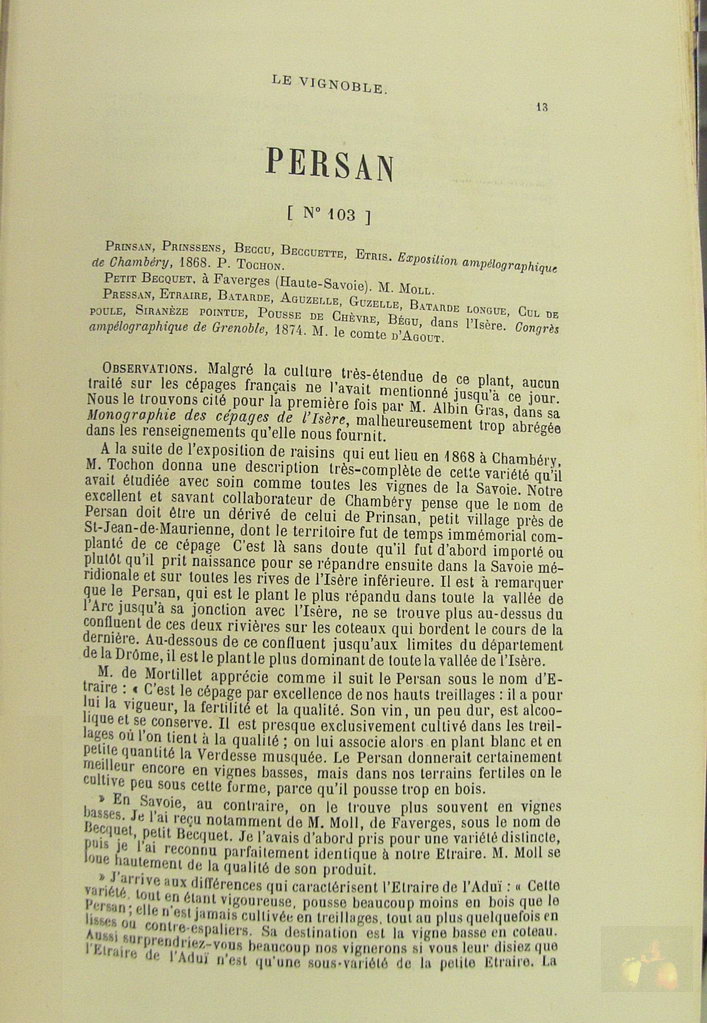 LE VIGNOBLE.
13
PERSAN
[ N° 103 ]
PRINSAN, PRINSSENS, BECCU, BECCUETTE, ETRIS. Exposition ampélographique
de Chambéry, 1868. P. TOCHON.
PETIT BECQUET, à Faverges (Haute-Savoie). M. MOLL.
PRESSAN, ETRAIRE, BATARDE, AGUZELLE, GUZELLE, BATARDE LONGUE, CUL DE
POULE, SIRANÈZE POINTUE, POUSSE DE CHÈVRE, BÉGU, dans l'Isère. Congrès
ampélographique de Grenoble, 1874. M. le comte D'AGOUT.
OBSERVATIONS. Malgré la culture très-étendue de ce plant, aucun
traité sur les cépages français ne l'avait mentionné jusqu'à ce jour.
Nous le trouvons cité pour la première fois par M. Albin Gras, dans sa
Monographie des cépages de l'Isère, malheureusement trop abrégée
dans les renseignements qu'elle nous fournit.
A la suite de l'exposition de raisins qui eut lieu en 1868 à Chambéry,
M. Tochon donna une description très-complète de cette variété qu'il
avait étudiée avec soin comme toutes les vignes de la Savoie. Notre
excellent et savant collaborateur de Chambéry pense que le nom de
Persan doit être un dérivé de celui de Prinsan, petit village près de
St-Jean-de-Maurienne, dont le territoire fut de temps immémorial com-
planté de ce cépage C'est là sans doute qu'il fut d'abord importé ou
plutôt qu'il prit naissance pour se répandre ensuite dans la Savoie mé-
ridionale et sur toutes les rives de l'Isère inférieure. Il est à remarquer
que le Persan, qui est le plant le plus répandu dans toute la vallée de
l'Arc jusqu'à sa jonction avec l'Isère, ne se trouve plus au-dessus du
confluent de ces deux rivières sur les coteaux qui bordent le cours de la
dernière. Au-dessous de ce confluent jusqu'aux limites du département
de la Drôme, il est le plant le plus dominant de toute la vallée de l'Isère.
M. de Mortillet apprécie comme il suit le Persan sous le nom d'E-
traire : « C'est le cépage par excellence de nos hauts treillages : il a pour
lui la vigueur, la fertilité et la qualité. Son vin, un peu dur, est alcoo-
lique et se conserve. Il est presque exclusivement cultivé dans les treil-
lages où l'on tient à la qualité ; on lui associe alors en plant blanc et en
petite quantité la Verdesse musquée. Le Persan donnerait certainement
meilleur encore en vignes basses, mais dans nos terrains fertiles on le
cultive peu sous cette forme, parce qu'il pousse trop en bois.
» En Savoie, au contraire, on le trouve plus souvent en vignes
basses. Je l'ai reçu notamment de M. Moll, de Faverges, sous le nom de
Becquet, petit Becquet. Je l'avais d'abord pris pour une variété distincte,
puis je l'ai reconnu parfaitement identique à notre Etraire. M. Moll se
loue hautement de la qualité de son produit.
» J'arrive aux différences qui caractérisent l'Etraire de l'Aduï : « Cette
variété, tout en étant vigoureuse, pousse beaucoup moins en bois que le
Persan ; elle n'est jamais cultivée en treillages, tout au plus quelquefois en
lisses ou contre-espaliers. Sa destination est la vigne basse en coteau.
Aussi surprendriez-vous beaucoup nos vignerons si vous leur disiez que
l'Etraire de l'Aduï n'est qu'une sous-variété de la petite Etraire. La